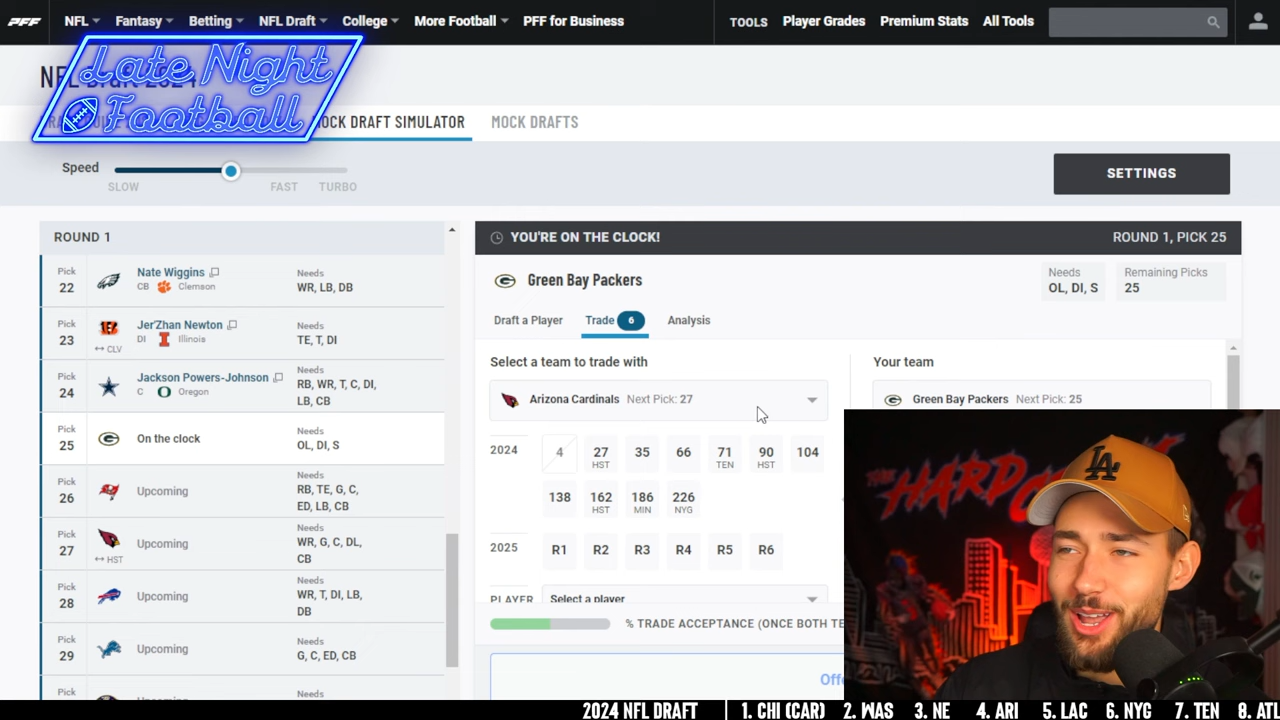 PFF NFL Fantasy Betting NFL Draft College More Football PFF for Business TOOLS Player Grades Premium Stats All Tools
Late Night
Football
MOCK DRAFT SIMULATOR MOCK DRAFTS
Speed
SLOW FAST TURBO
SETTINGS
ROUND 1
Pick 22 Nate Wiggins Needs
CB Clemson WR, LB, DB
Pick 23 Jer'Zhan Newton Needs
DI Illinois TE, T, DI
↔ CLV
Pick 24 Jackson Powers-Johnson Needs
C Oregon RB, WR, T, C, DI,
LB, CB
Pick 25 On the clock Needs
OL, DI, S
Pick 26 Upcoming Needs
RB, TE, G, C,
ED, LB, CB
Pick 27 Upcoming Needs
WR, G, C, DL,
CB
↔ HST
Pick 28 Upcoming Needs
WR, T, DI, LB,
DB
Pick 29 Upcoming Needs
G, C, ED, CB
Pick Needs
YOU'RE ON THE CLOCK! ROUND 1, PICK 25
Green Bay Packers
Needs
OL, DI, S
Remaining Picks
25
Draft a Player Trade 6 Analysis
Select a team to trade with
Arizona Cardinals Next Pick: 27
2024 4 27 HST 35 66 71 TEN 90 HST 104
138 162 HST 186 MIN 226 NYG
2025 R1 R2 R3 R4 R5 R6
PLAYER Select a player
Your team
Green Bay Packers Next Pick: 25
% TRADE ACCEPTANCE (ONCE BOTH TE
LA
THE HARD
2024 NFL DRAFT 1. CHI (CAR) 2. WAS 3. NE 4. ARI 5. LAC 6. NYG 7. TEN 8. ATL